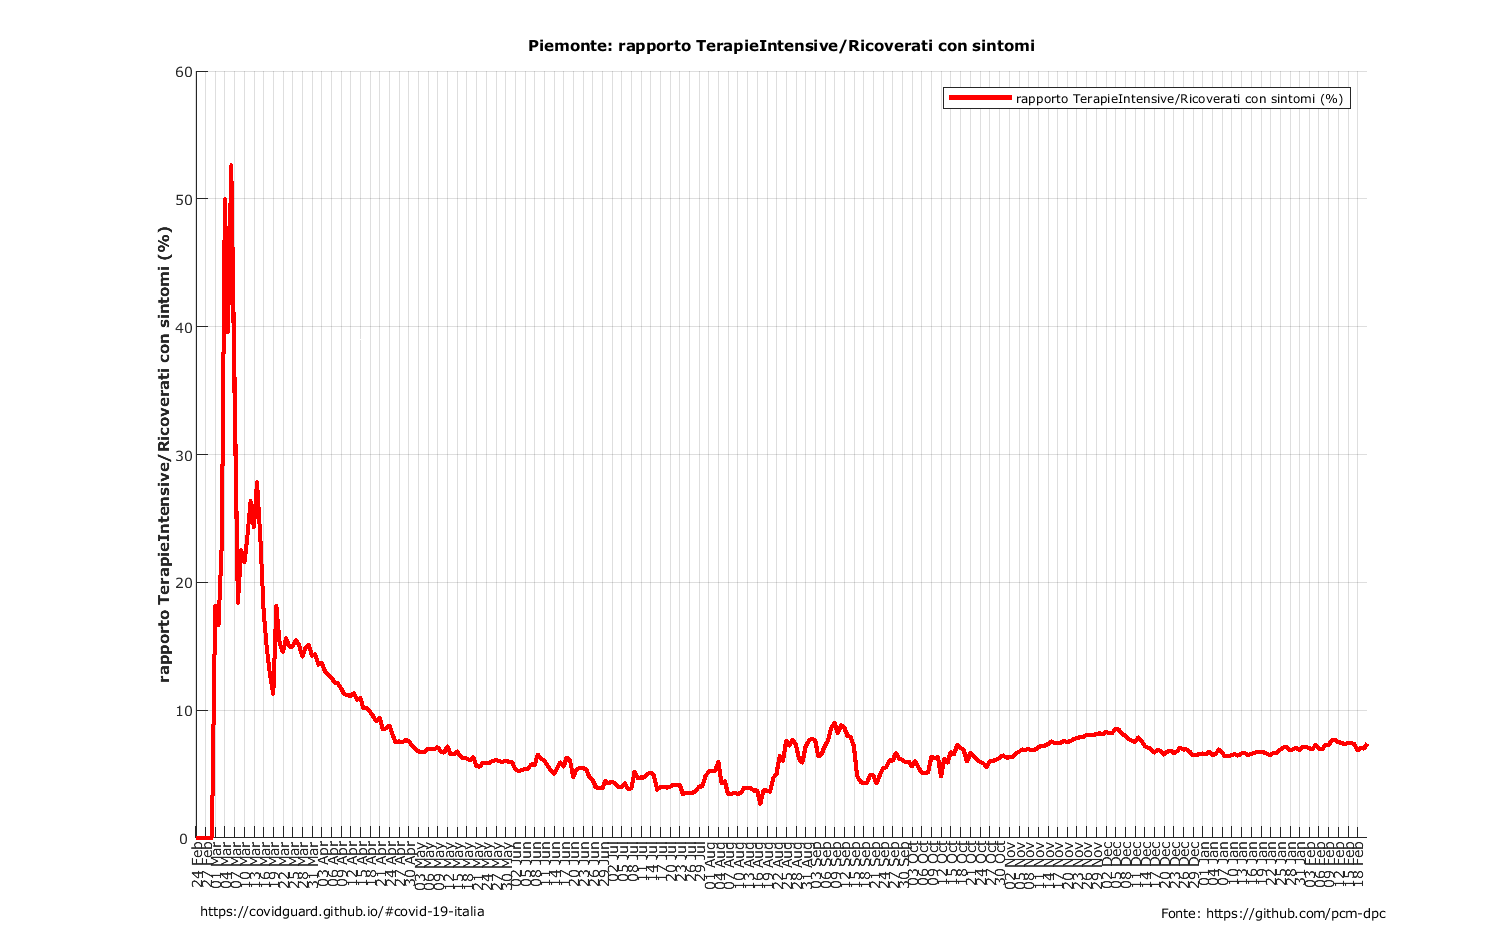 Piemonte: rapporto TerapieIntensive/Ricoverati con sintomi
rapporto TerapieIntensive/Ricoverati con sintomi (%)
rapporto TerapieIntensive/Ricoverati con sintomi (%)
60
50
40
30
20
10
0
24 Feb
27 Feb
01 Mar
04 Mar
07 Mar
10 Mar
13 Mar
16 Mar
19 Mar
22 Mar
25 Mar
28 Mar
31 Mar
03 Apr
06 Apr
09 Apr
12 Apr
15 Apr
18 Apr
21 Apr
24 Apr
27 Apr
30 Apr
03 May
06 May
09 May
12 May
15 May
18 May
21 May
24 May
27 May
30 May
02 Jun
05 Jun
08 Jun
11 Jun
14 Jun
17 Jun
20 Jun
23 Jun
26 Jun
29 Jun
02 Jul
05 Jul
08 Jul
11 Jul
14 Jul
17 Jul
20 Jul
23 Jul
26 Jul
29 Jul
01 Aug
04 Aug
07 Aug
10 Aug
13 Aug
16 Aug
19 Aug
22 Aug
25 Aug
28 Aug
31 Aug
03 Sep
06 Sep
09 Sep
12 Sep
15 Sep
18 Sep
21 Sep
24 Sep
27 Sep
30 Sep
03 Oct
06 Oct
09 Oct
12 Oct
15 Oct
18 Oct
21 Oct
24 Oct
27 Oct
30 Oct
02 Nov
05 Nov
08 Nov
11 Nov
14 Nov
17 Nov
20 Nov
23 Nov
26 Nov
29 Nov
02 Dec
05 Dec
08 Dec
11 Dec
14 Dec
17 Dec
20 Dec
23 Dec
26 Dec
29 Dec
01 Jan
04 Jan
07 Jan
10 Jan
13 Jan
16 Jan
19 Jan
22 Jan
25 Jan
28 Jan
31 Jan
03 Feb
06 Feb
09 Feb
12 Feb
15 Feb
18 Feb
https://covidguard.github.io/#covid-19-italia
Fonte: https://github.com/pcm-dpc